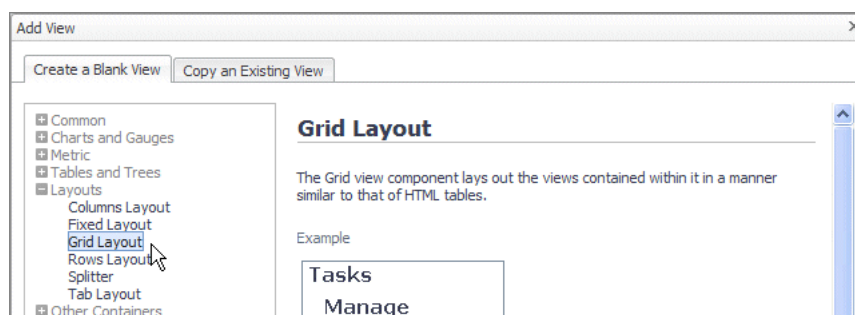 Add View
Create a Blank View
Copy an Existing View
Common
Charts and Gauges
Metric
Tables and Trees
Layouts
Columns Layout
Fixed Layout
Grid Layout
Rows Layout
Splitter
Tab Layout
Other Containers
Grid Layout
The Grid view component lays out the views contained within it in a manner
similar to that of HTML tables.
Example
Tasks
Manage